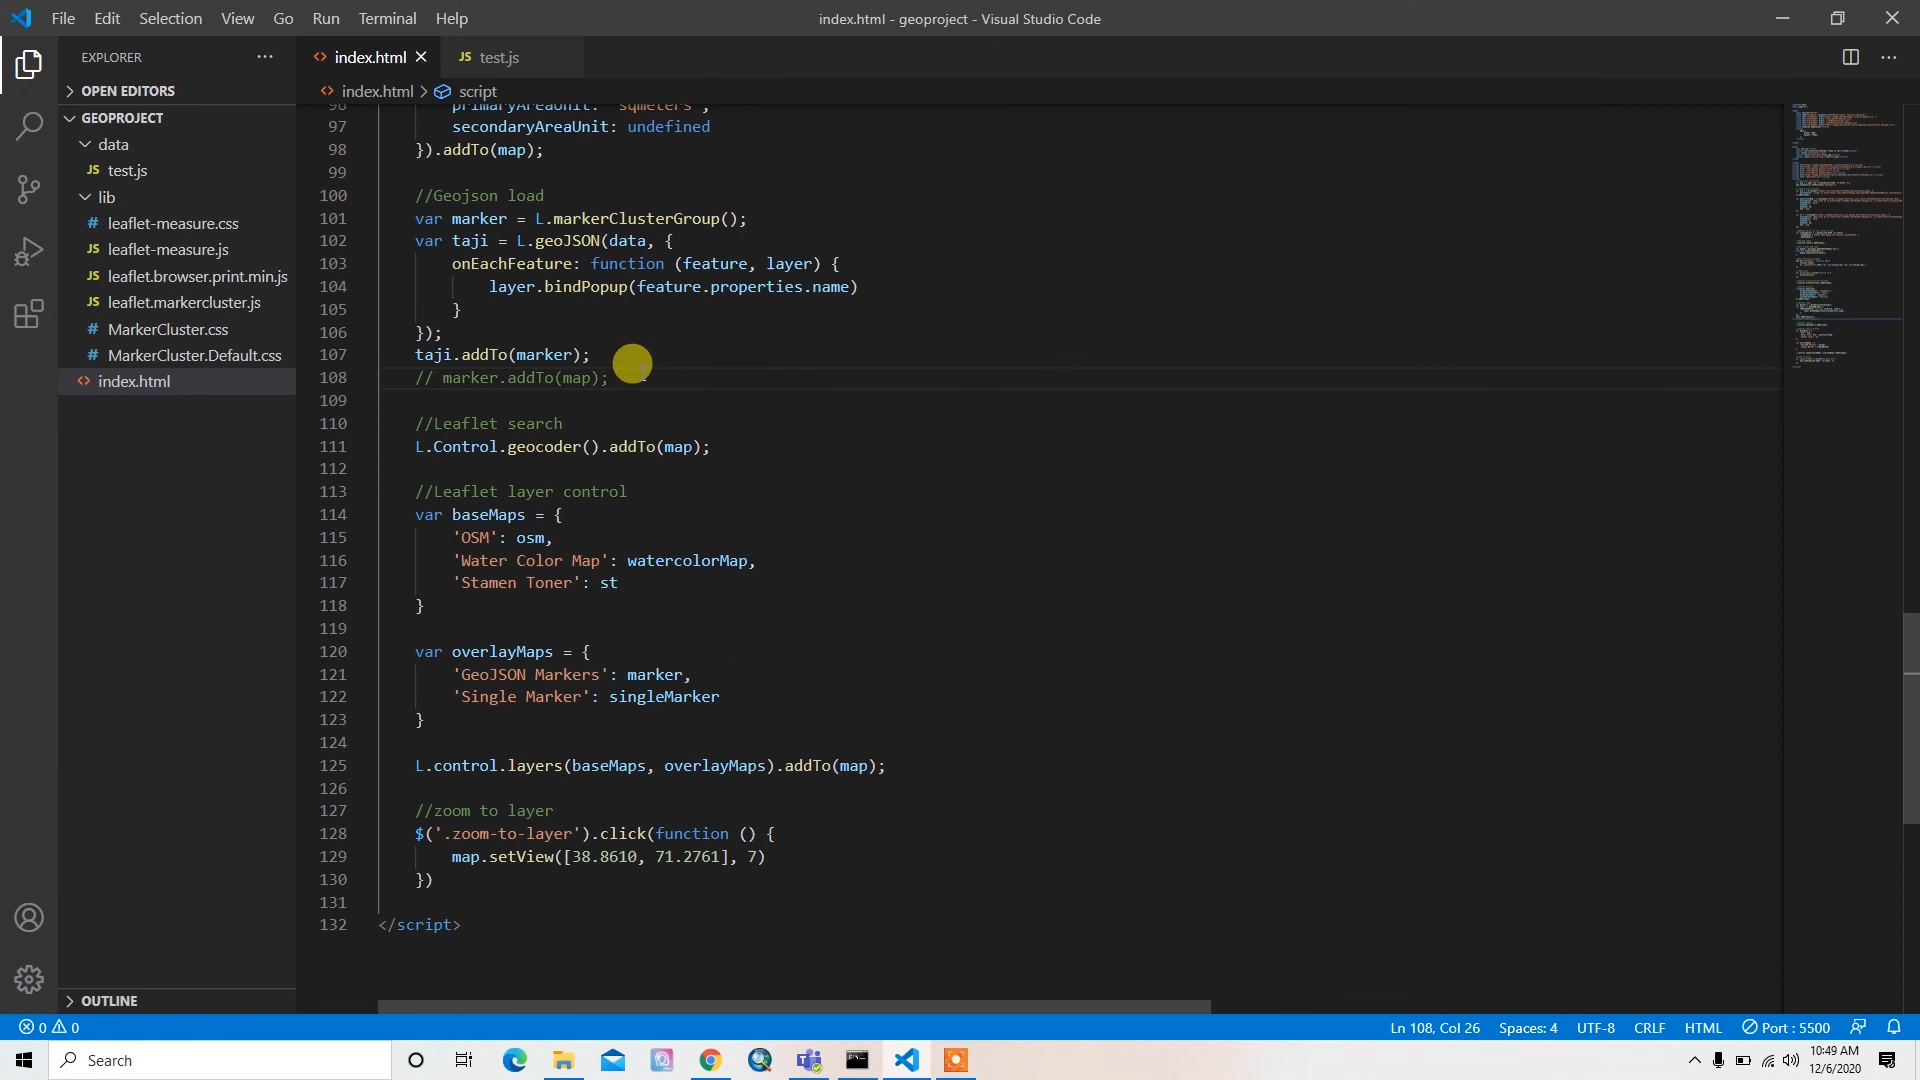 File Edit Selection View Go Run Terminal Help
index.html - geoproject - Visual Studio Code
EXPLORER
OPEN EDITORS
GEOPROJECT
data
JS test.js
lib
# leaflet-measure.css
JS leaflet-measure.js
JS leaflet.browser.print.min.js
JS leaflet.markercluster.js
# MarkerCluster.css
# MarkerCluster.Default.css
<> index.html
OUTLINE
<> index.html
JS test.js
<> index.html > script
96 primaryAreaUnit: "sqmeters",
97 secondaryAreaUnit: undefined
98 }).addTo(map);
99
100 //Geojson load
101 var marker = L.markerClusterGroup();
102 var taji = L.geoJSON(data, {
103 onEachFeature: function (feature, layer) {
104 layer.bindPopup(feature.properties.name)
105 }
106 });
107 taji.addTo(marker);
108 // marker.addTo(map);
109
110 //Leaflet search
111 L.Control.geocoder().addTo(map);
112
113 //Leaflet layer control
114 var baseMaps = {
115 'OSM': osm,
116 'Water Color Map': watercolorMap,
117 'Stamen Toner': st
118 }
119
120 var overlayMaps = {
121 'GeoJSON Markers': marker,
122 'Single Marker': singleMarker
123 }
124
125 L.control.layers(baseMaps, overlayMaps).addTo(map);
126
127 //zoom to layer
128 $('.zoom-to-layer').click(function () {
129 map.setView([38.8610, 71.2761], 7)
130 })
131
132 </script>
0 0
Ln 108, Col 26 Spaces: 4 UTF-8 CRLF HTML Port : 5500
Search
10:49 AM
12/6/2020